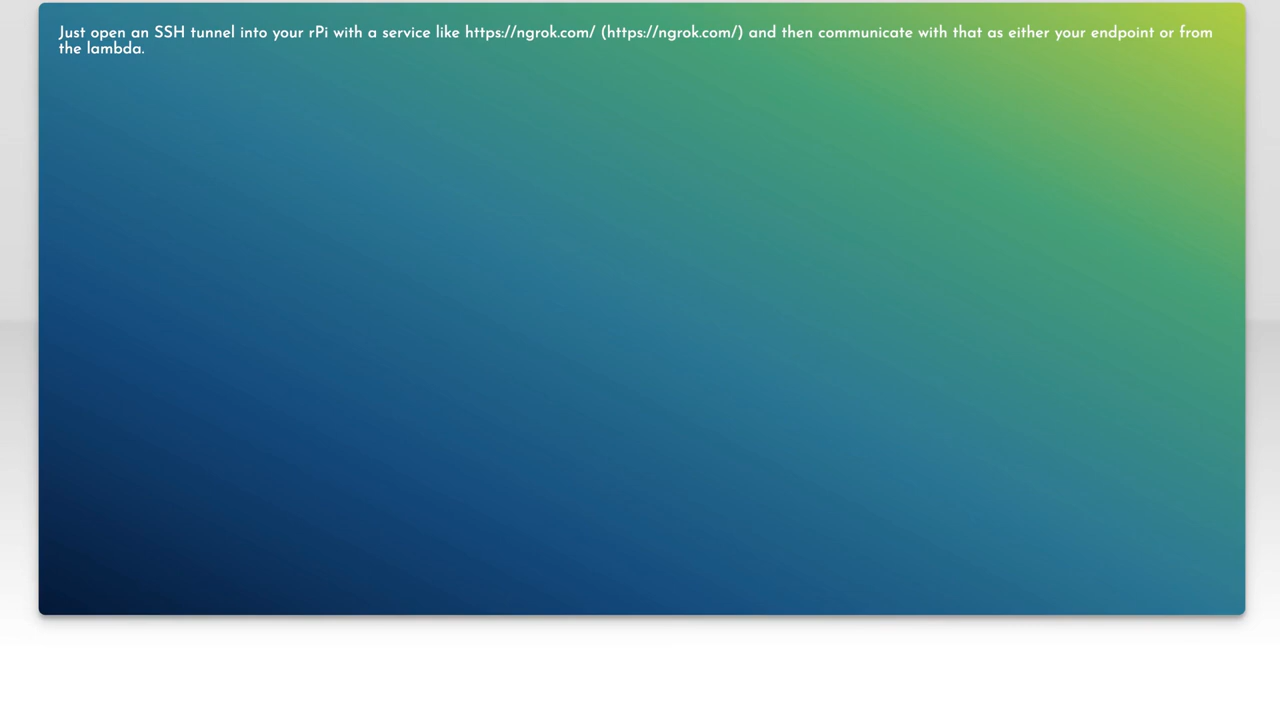 Just open an SSH tunnel into your rPi with a service like https://ngrok.com/ (https://ngrok.com/) and then communicate with that as either your endpoint or from
the lambda.